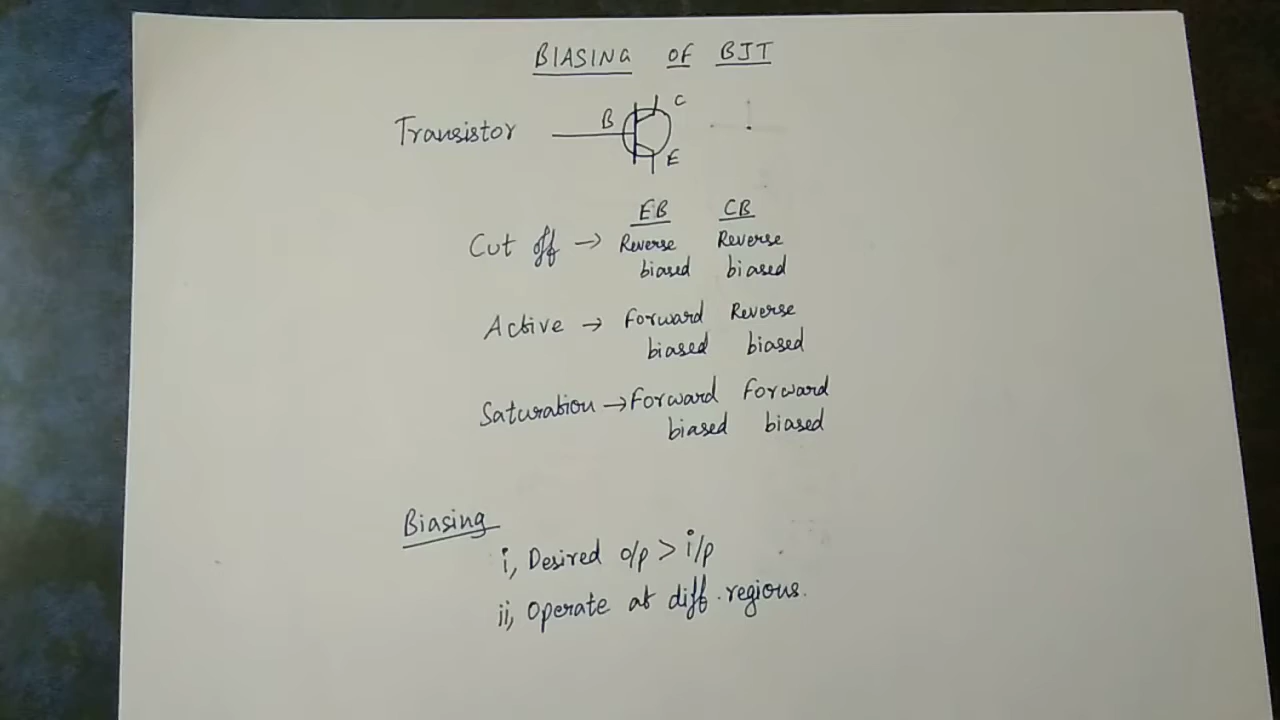 BIASING OF BJT
Transistor B C
E
EB CB
Cut off → Reverse biased Reverse biased
Active → Forward biased Reverse biased
Saturation → Forward biased Forward biased
Biasing
i, Desired o/p > i/p
ii, Operate at diff. regions.